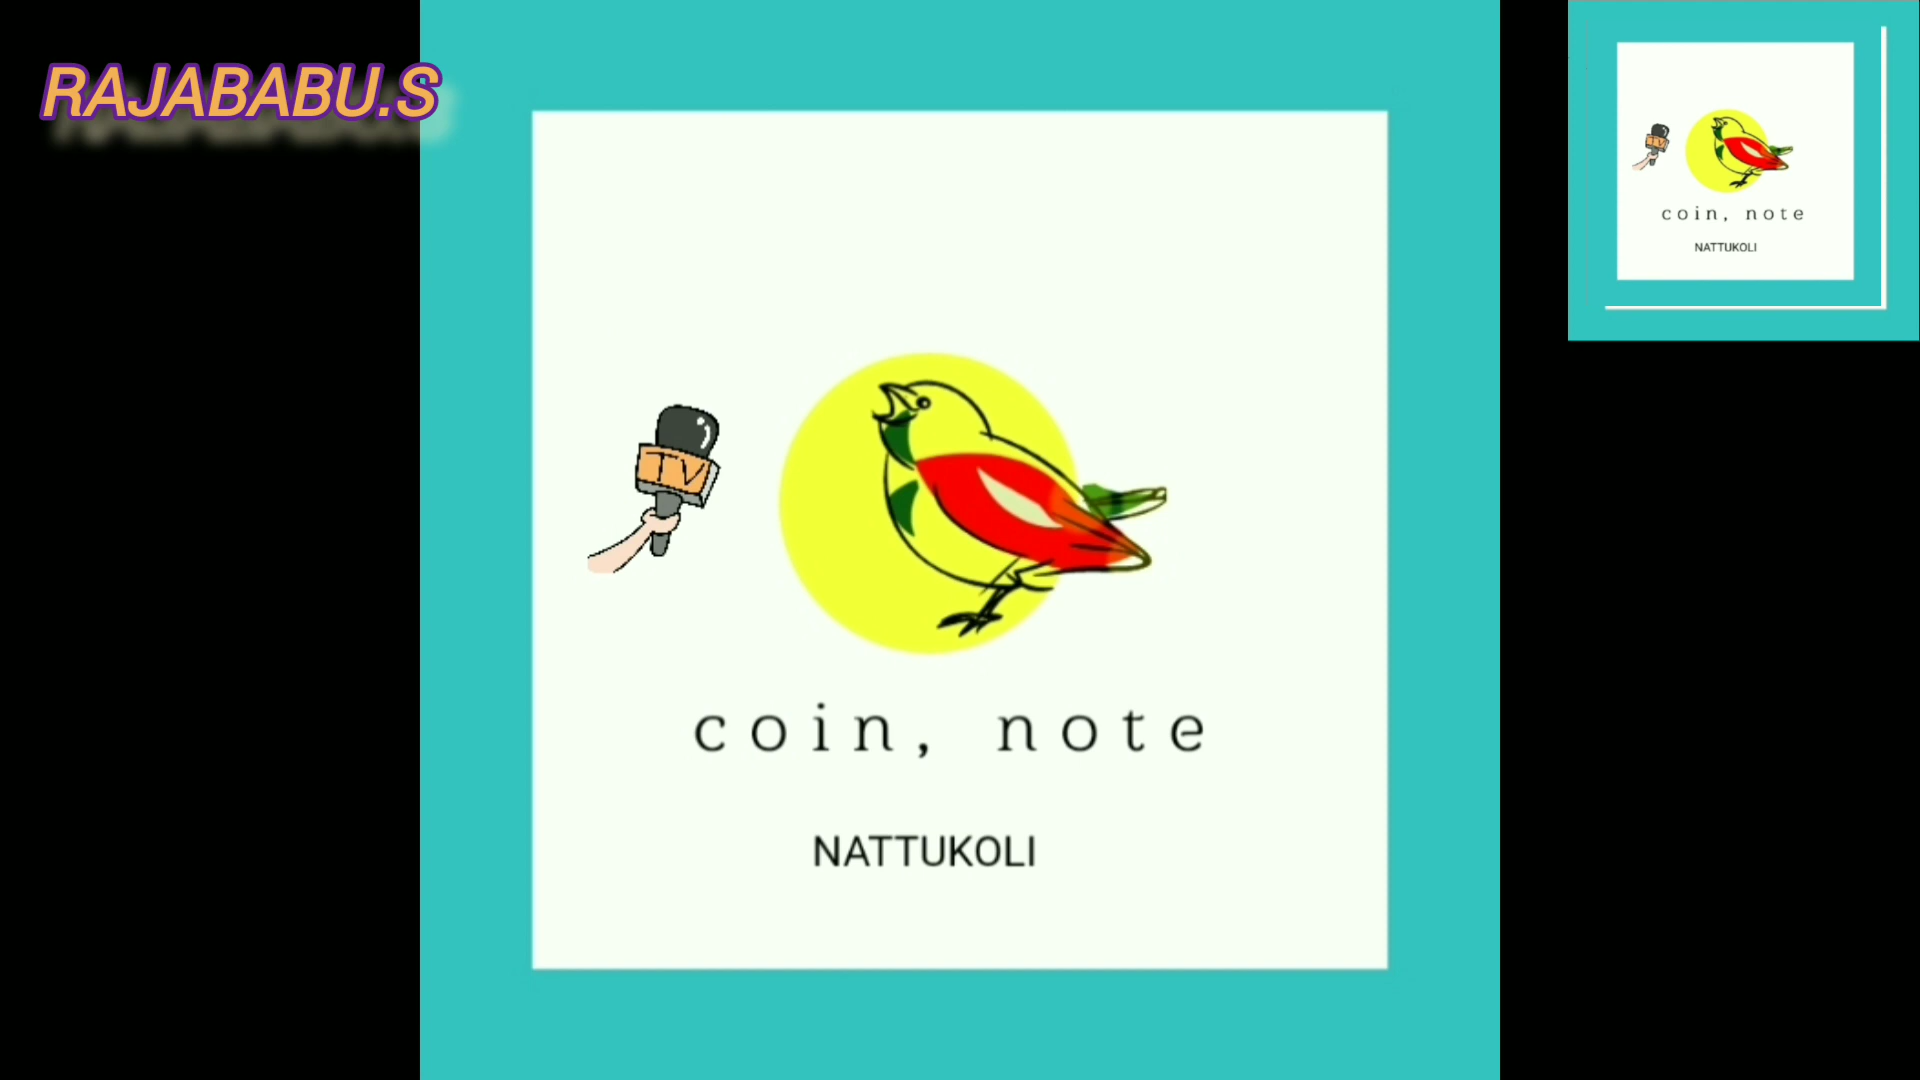 RAJABABU.S
TV
coin, note
NATTUKOLI
TV
coin, note
NATTUKOLI